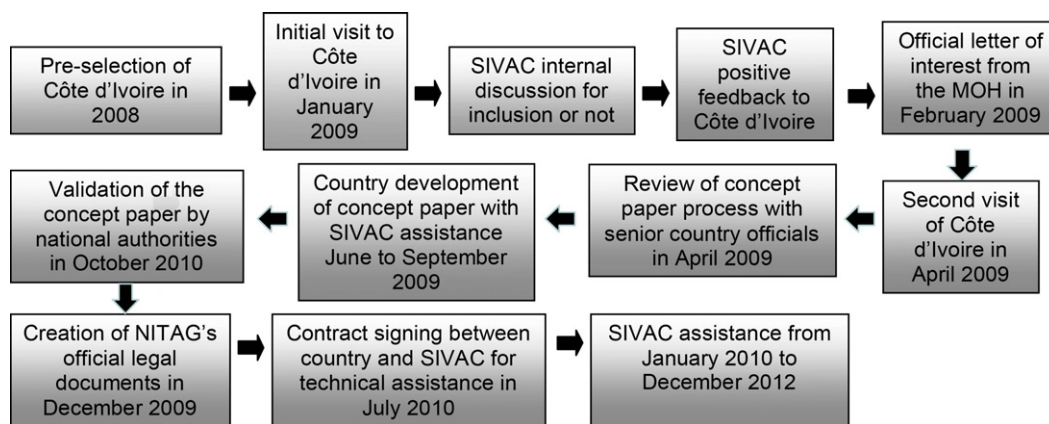 Pre-selection of
Côte d'Ivoire in
2008
Initial visit to
Côte
d'Ivoire in
January
2009
SIVAC internal
discussion for
inclusion or not
SIVAC
positive
feedback to
Côte d'Ivoire
Official letter of
interest from
the MOH in
February 2009
Second visit
of Côte
d'Ivoire in
April 2009
Review of concept
paper process with
senior country officials
in April 2009
Country development
of concept paper with
SIVAC assistance
June to September
2009
Validation of the
concept paper by
national authorities
in October 2010
Creation of NITAG's
official legal
documents in
December 2009
Contract signing between
country and SIVAC for
technical assistance in
July 2010
SIVAC assistance from
January 2010 to
December 2012